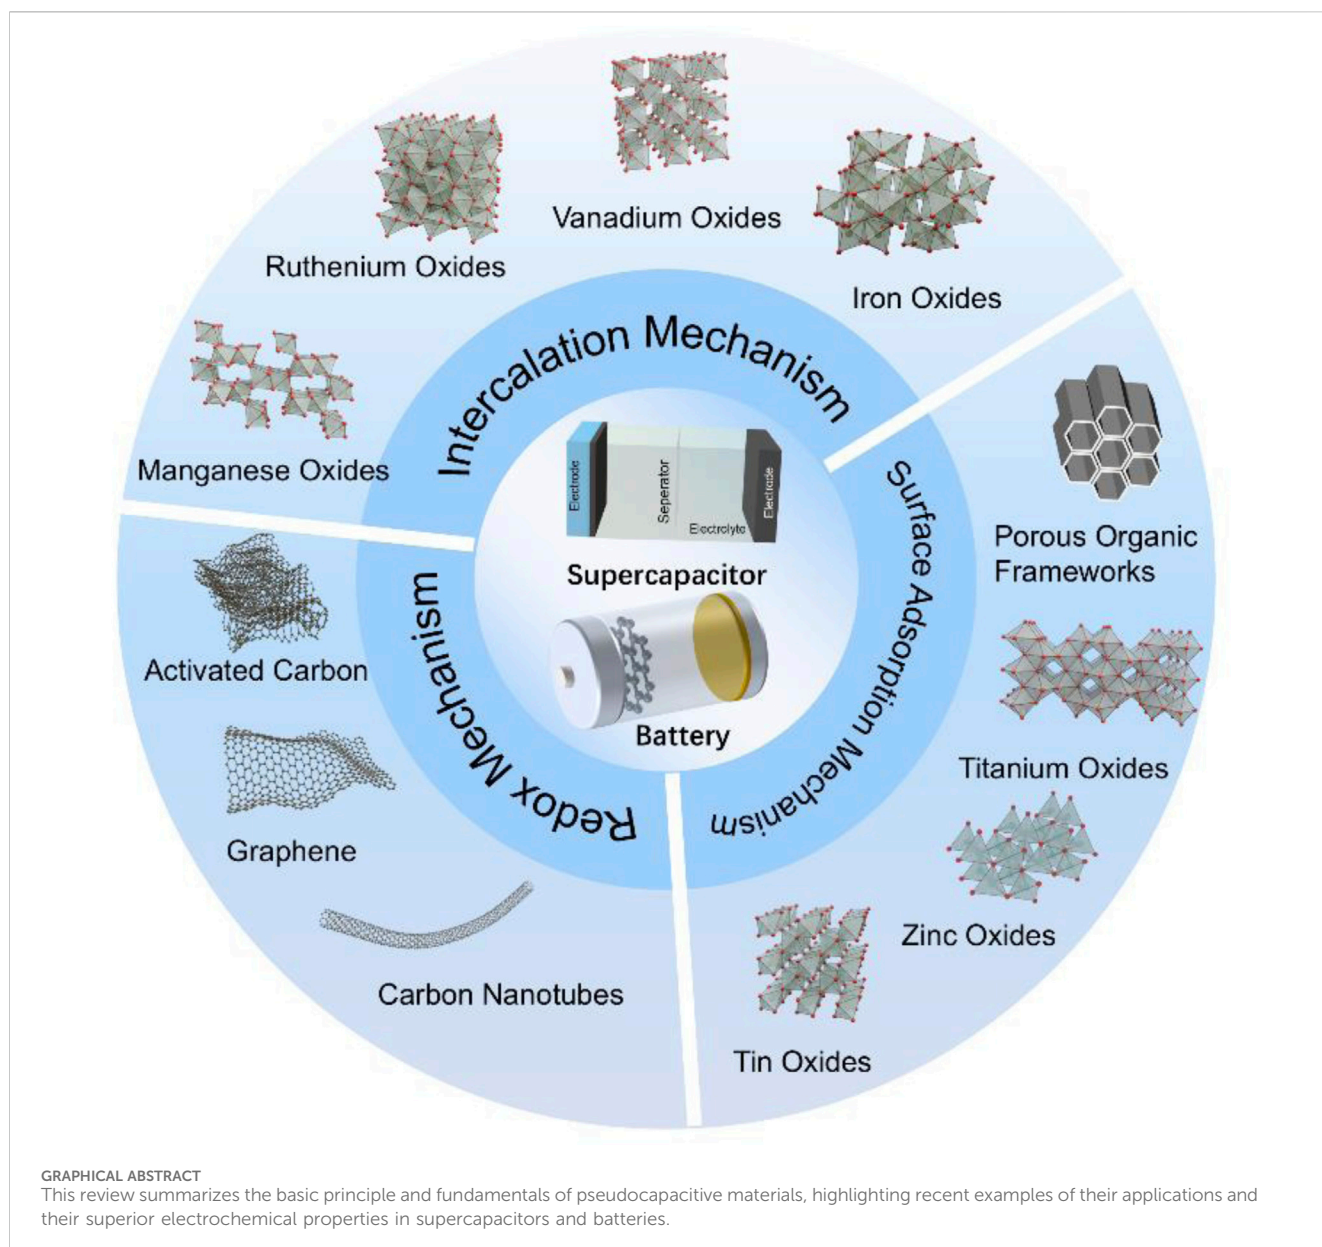 Vanadium Oxides
Ruthenium Oxides
Iron Oxides
Manganese Oxides
Intercalation Mechanism
Electrode
Seperator
Electrolyte
Electrode
Supercapacitor
Battery
Surface Adsorption Mechanism
Porous Organic
Frameworks
Titanium Oxides
Zinc Oxides
Tin Oxides
Redox Mechanism
Activated Carbon
Graphene
Carbon Nanotubes
GRAPHICAL ABSTRACT
This review summarizes the basic principle and fundamentals of pseudocapacitive materials, highlighting recent examples of their applications and
their superior electrochemical properties in supercapacitors and batteries.